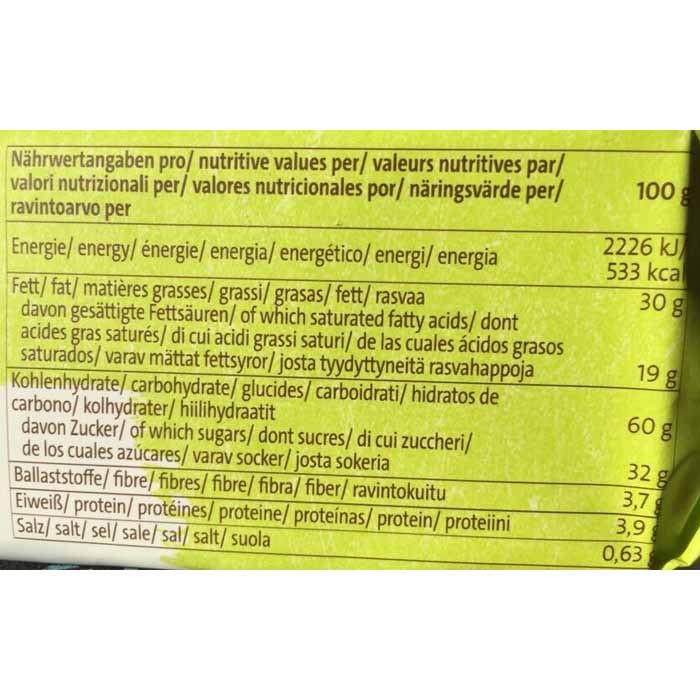 Nährwertangaben pro/ nutritive values per/ valeurs nutritives par/
valori nutrizionali per/ valores nutricionales por/ näringsvärde per/ 100 g
ravintoarvo per
Energie/ energy/ énergie/ energia/ energético/ energi/ energia 2226 kJ/
533 kcal
Fett/ fat/ matières grasses/ grassi/ grasas/ fett/ rasvaa 30 g
davon gesättigte Fettsäuren/ of which saturated fatty acids/ dont
acides gras saturés/ di cui acidi grassi saturi/ de las cuales ácidos grasos
saturados/ varav mättat fettsyror/ josta tyydyttyneitä rasvahappoja 19 g
Kohlenhydrate/ carbohydrate/ glucides/ carboidrati/ hidratos de
carbono/ kolhydrater/ hiilihydraatit 60 g
davon Zucker/ of which sugars/ dont sucres/ di cui zuccheri/
de los cuales azúcares/ varav socker/ josta sokeria 32 g
Ballaststoffe/ fibre/ fibres/ fibre/ fibra/ fiber/ ravintokuitu 3,7 g
Eiweiß/ protein/ protéines/ proteine/ proteínas/ protein/ proteiini 3,9 g
Salz/ salt/ sel/ sale/ sal/ salt/ suola 0,63 g